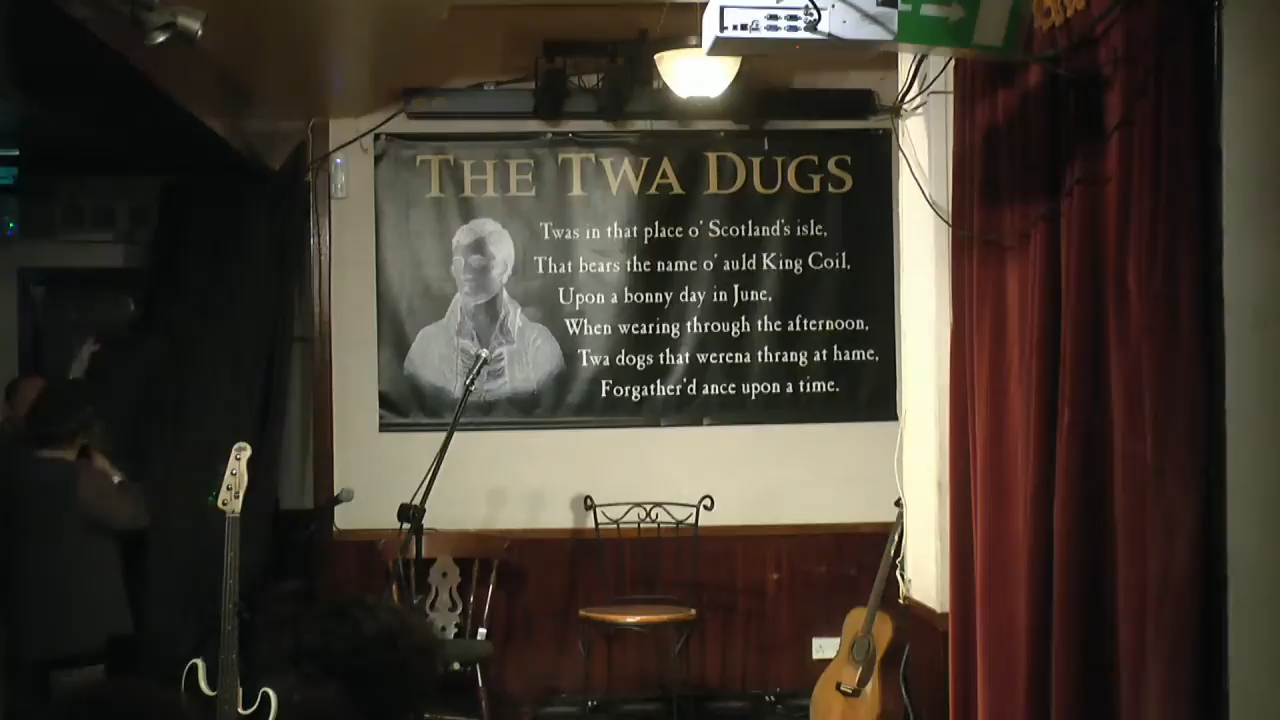 THE TWA DUGS
Twas in that place o' Scotland's isle,
That bears the name o' auld King Coil,
Upon a bonny day in June,
When wearing through the afternoon,
Twa dogs that werena thrang at hame,
Forgather'd ance upon a time.